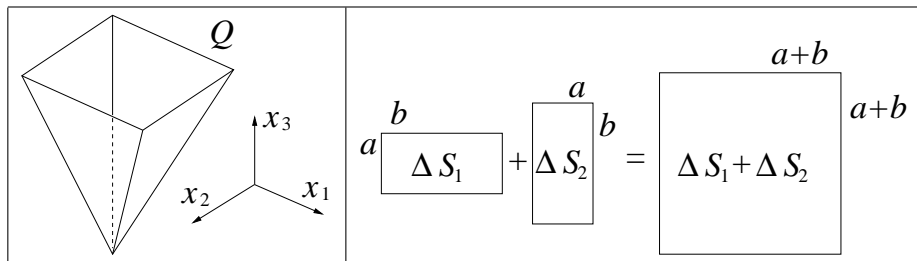 Q
x₃
x₂
x₁
a
b
ΔS₁
+
a
b
ΔS₂
=
a+b
a+b
ΔS₁+ΔS₂